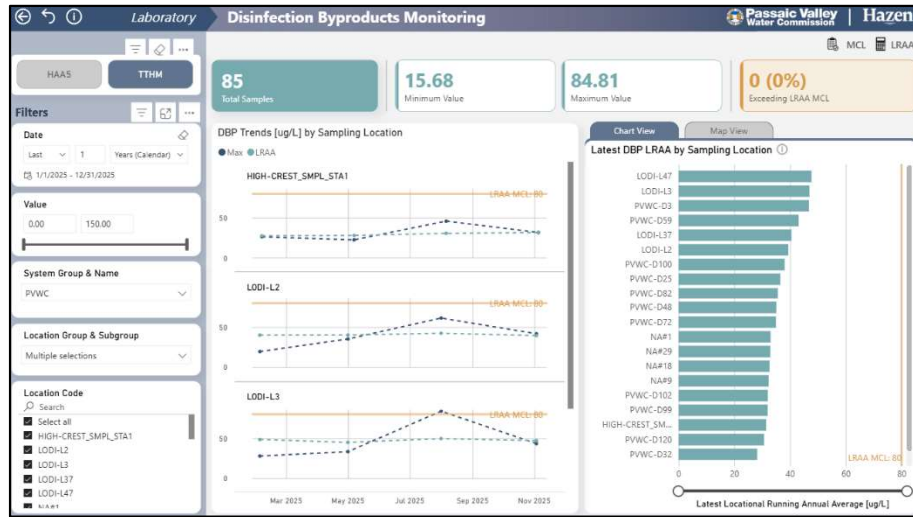 Laboratory
Disinfection Byproducts Monitoring
Passaic Valley
Water Commission
Hazen
MCL
LRAA
HAA5
TTHM
85
Total Samples
15.68
Minimum Value
84.81
Maximum Value
0 (0%)
Exceeding LRAA MCL
Filters
Date
Last
1
Years (Calendar)
1/1/2025 - 12/31/2025
Value
0.00
150.00
System Group & Name
PVWC
Location Group & Subgroup
Multiple selections
Location Code
Search
Select all
HIGH-CREST_SMPL_STA1
LODI-L2
LODI-L3
LODI-L37
LODI-L47
NA#1
DBP Trends [ug/L] by Sampling Location
Max
LRAA
HIGH-CREST_SMPL_STA1
LRAA MCL: 80
50
0
LODI-L2
LRAA MCL: 80
50
0
LODI-L3
LRAA MCL: 80
50
0
Mar 2025
May 2025
Jul 2025
Sep 2025
Nov 2025
Chart View
Map View
Latest DBP LRAA by Sampling Location
LODI-L47
LODI-L3
PVWC-D3
PVWC-D59
LODI-L37
LODI-L2
PVWC-D100
PVWC-D25
PVWC-D82
PVWC-D48
PVWC-D72
NA#1
NA#29
NA#18
NA#9
PVWC-D102
PVWC-D99
HIGH-CREST_SM...
PVWC-D120
PVWC-D32
LRAA MCL: 80
0
20
40
60
80
Latest Locational Running Annual Average [ug/L]